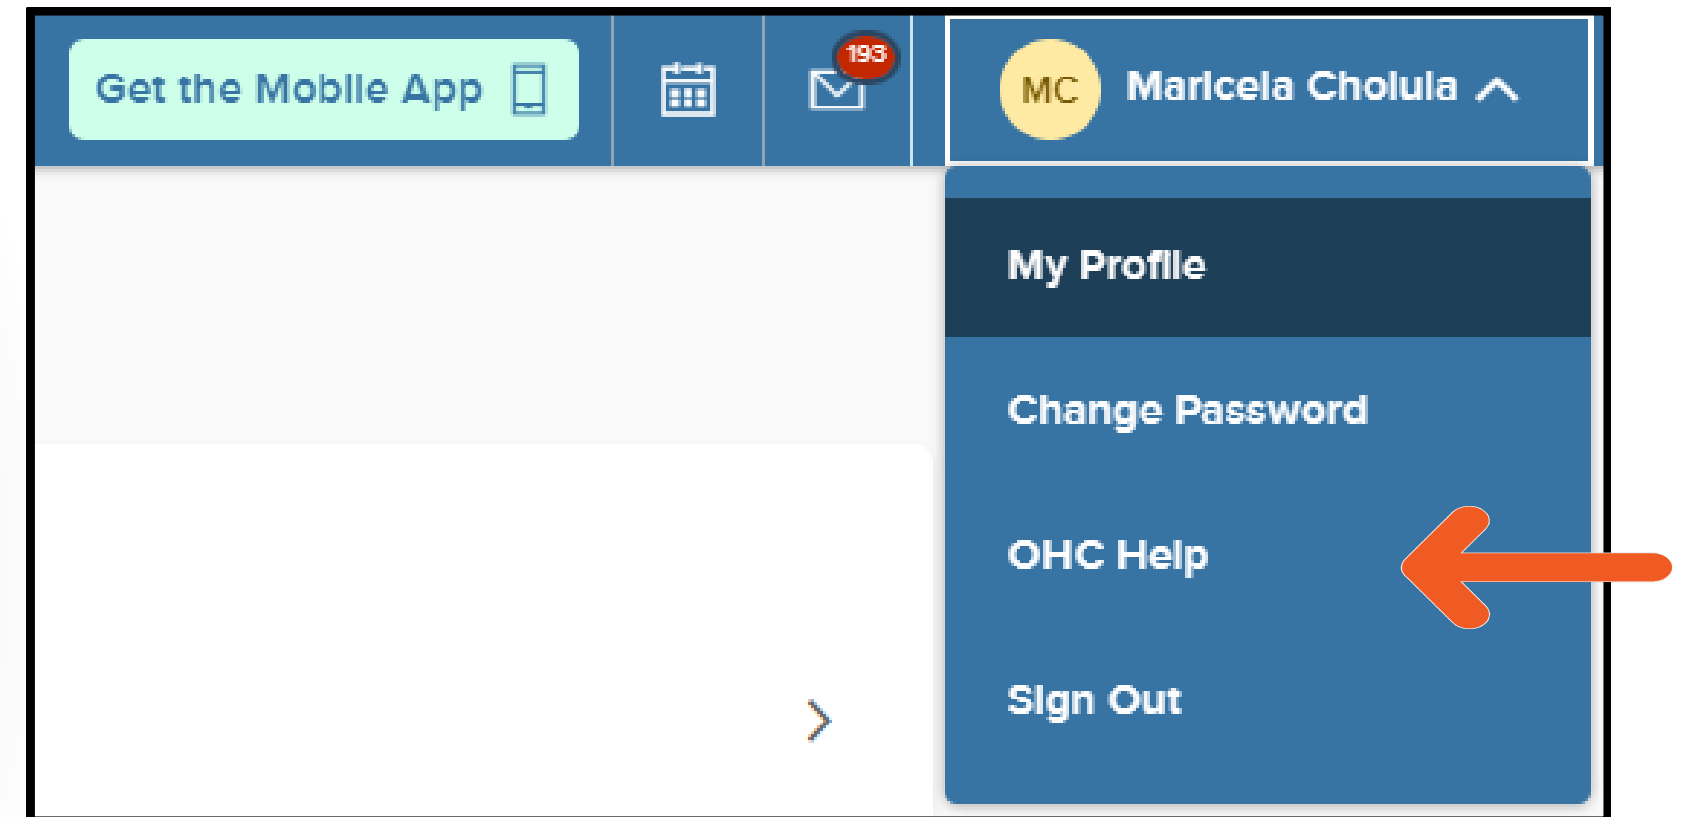 Get the Mobile App
193
MC Maricela Cholula
My Profile
Change Password
OHC Help
Sign Out